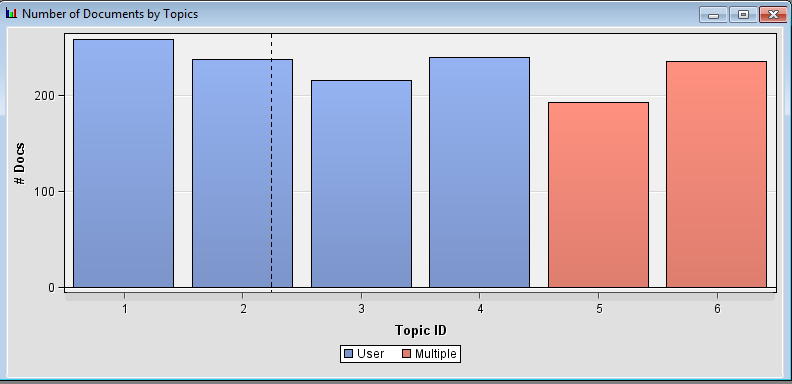 Number of Documents by Topics
# Docs
200
100
0
1 2 3 4 5 6
Topic ID
User Multiple